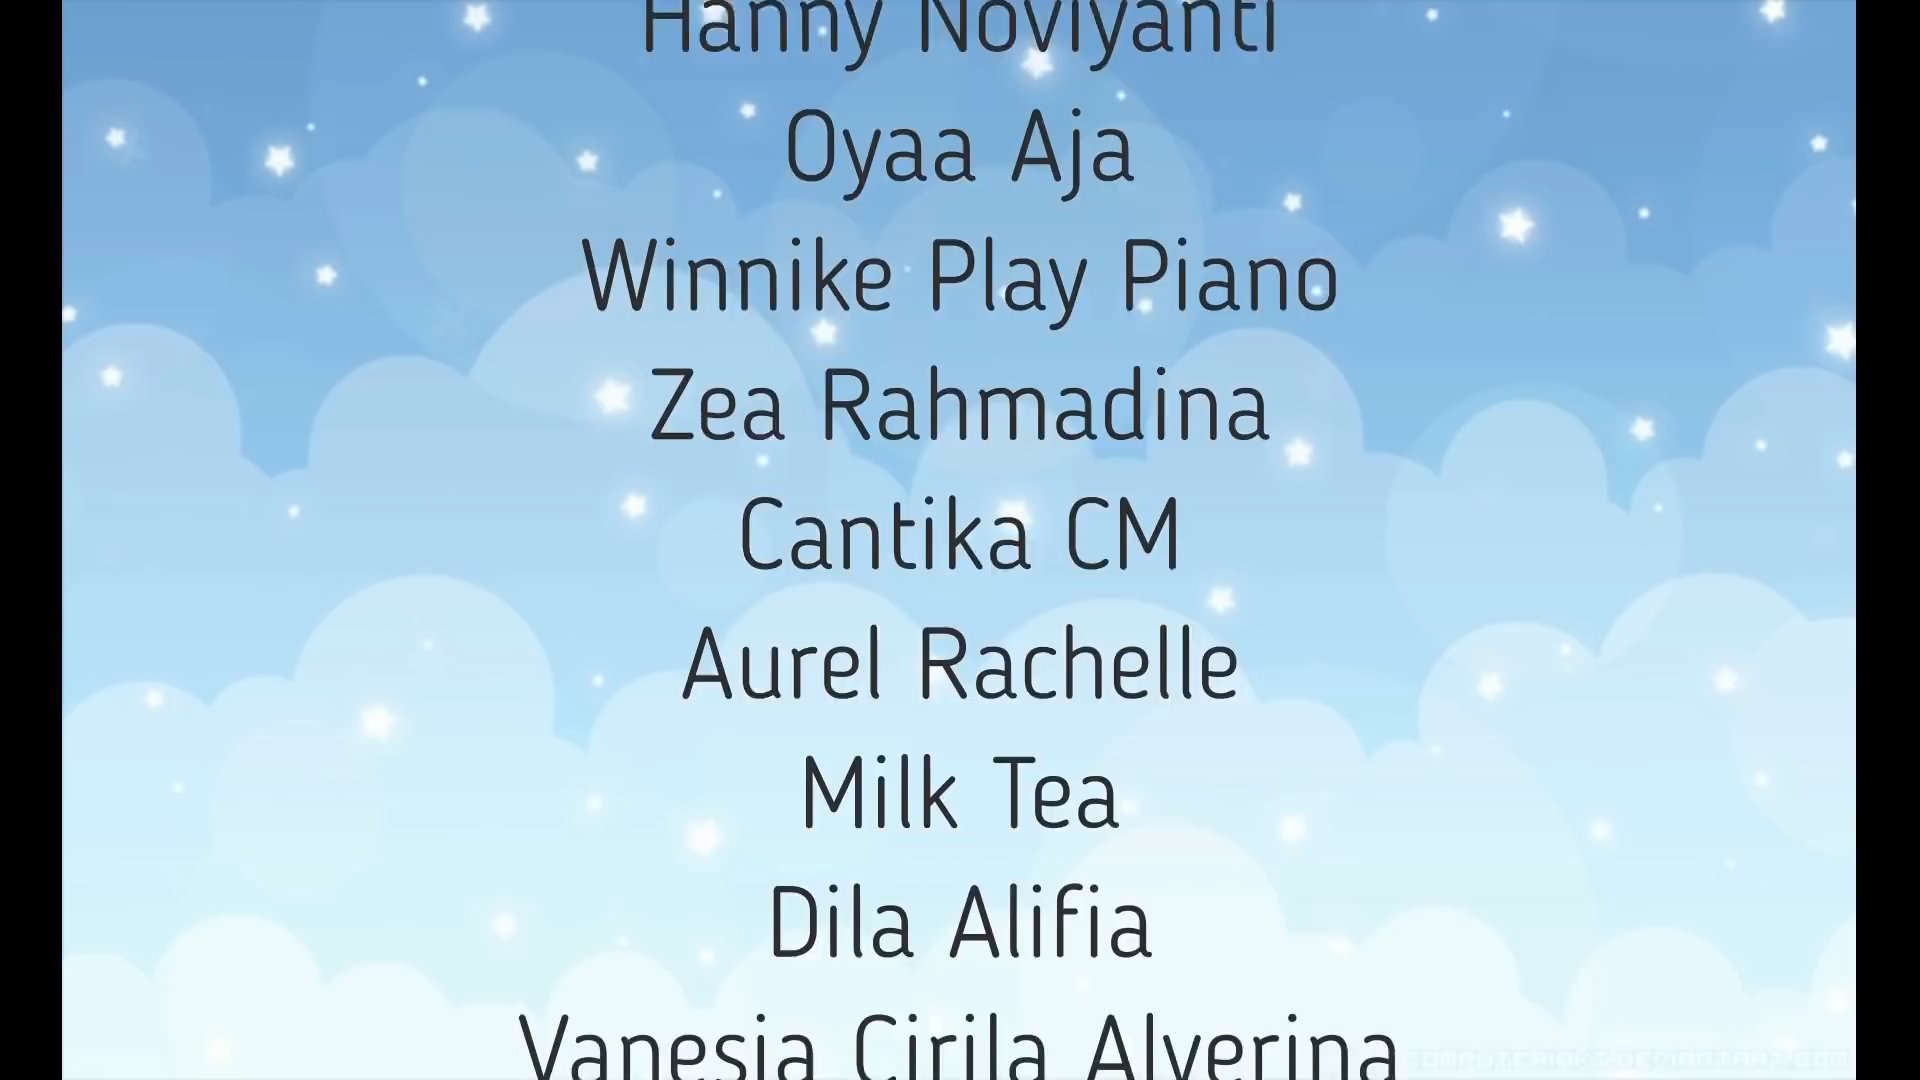 Hanny Noviyanti
Oyaa Aja
Winnike Play Piano
Zea Rahmadina
Cantika CM
Aurel Rachelle
Milk Tea
Dila Alifia
Vanesia Cirila Alverina